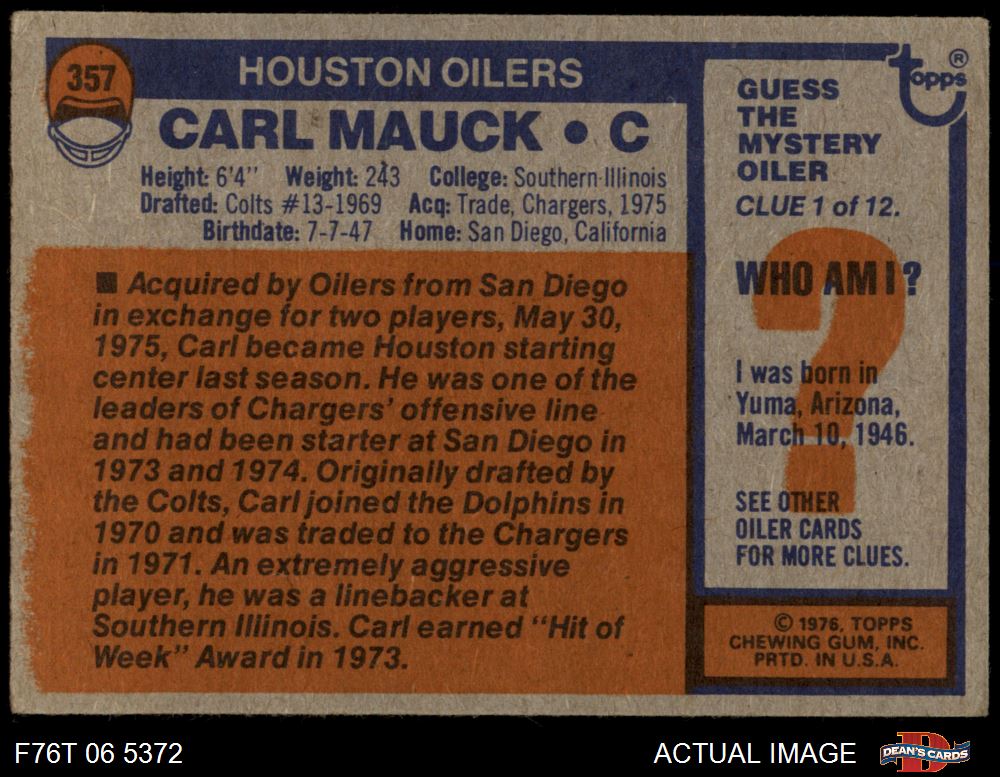 357
HOUSTON OILERS
CARL MAUCK • C
Height: 6'4" Weight: 243 College: Southern Illinois
Drafted: Colts #13-1969 Acq: Trade, Chargers, 1975
Birthdate: 7-7-47 Home: San Diego, California
■ Acquired by Oilers from San Diego
in exchange for two players, May 30,
1975, Carl became Houston starting
center last season. He was one of the
leaders of Chargers' offensive line
and had been starter at San Diego in
1973 and 1974. Originally drafted by
the Colts, Carl joined the Dolphins in
1970 and was traded to the Chargers
in 1971. An extremely aggressive
player, he was a linebacker at
Southern Illinois. Carl earned "Hit of
Week" Award in 1973.
topps ®
GUESS
THE
MYSTERY
OILER
CLUE 1 of 12.
WHO AM I?
?
I was born in
Yuma, Arizona,
March 10, 1946.
SEE OTHER
OILER CARDS
FOR MORE CLUES.
© 1976, TOPPS
CHEWING GUM, INC.
PRTD. IN U.S.A.
F76T 06 5372
ACTUAL IMAGE
D
DEAN'S CARDS